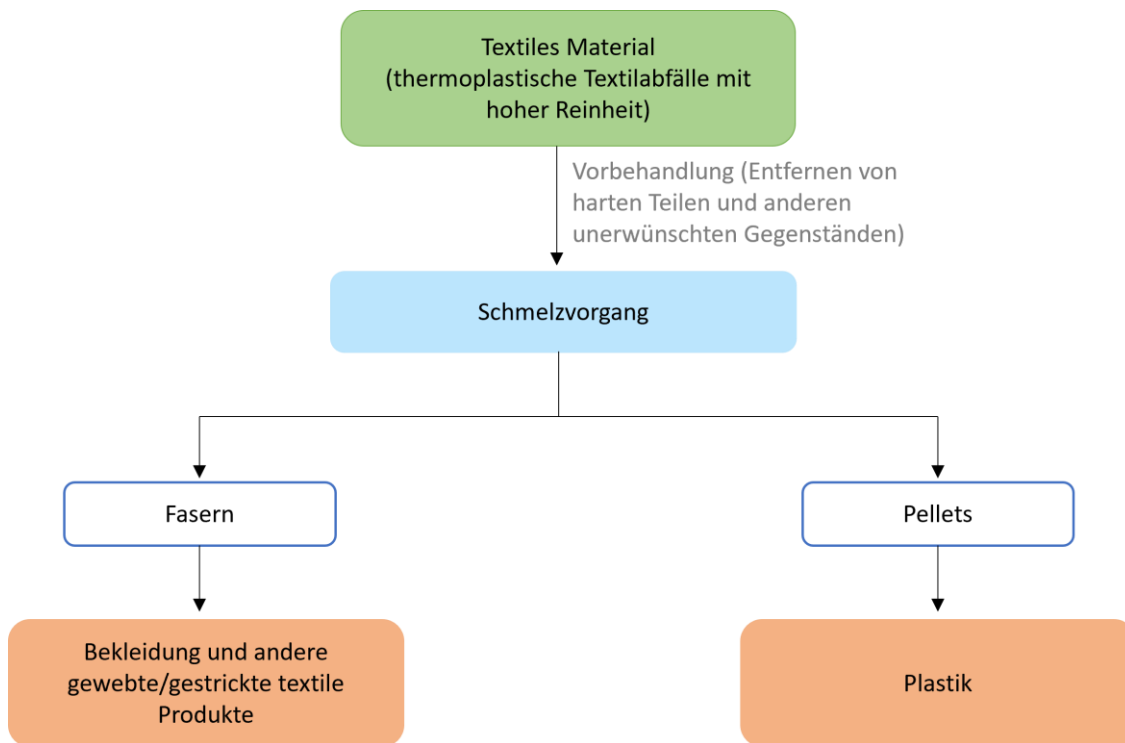 Textiles Material
(thermoplastische Textilabfälle mit
hoher Reinheit)
Vorbehandlung (Entfernen von
harten Teilen und anderen
unerwünschten Gegenständen)
Schmelzvorgang
Fasern
Pellets
Bekleidung und andere
gewebte/gestrickte textile
Produkte
Plastik